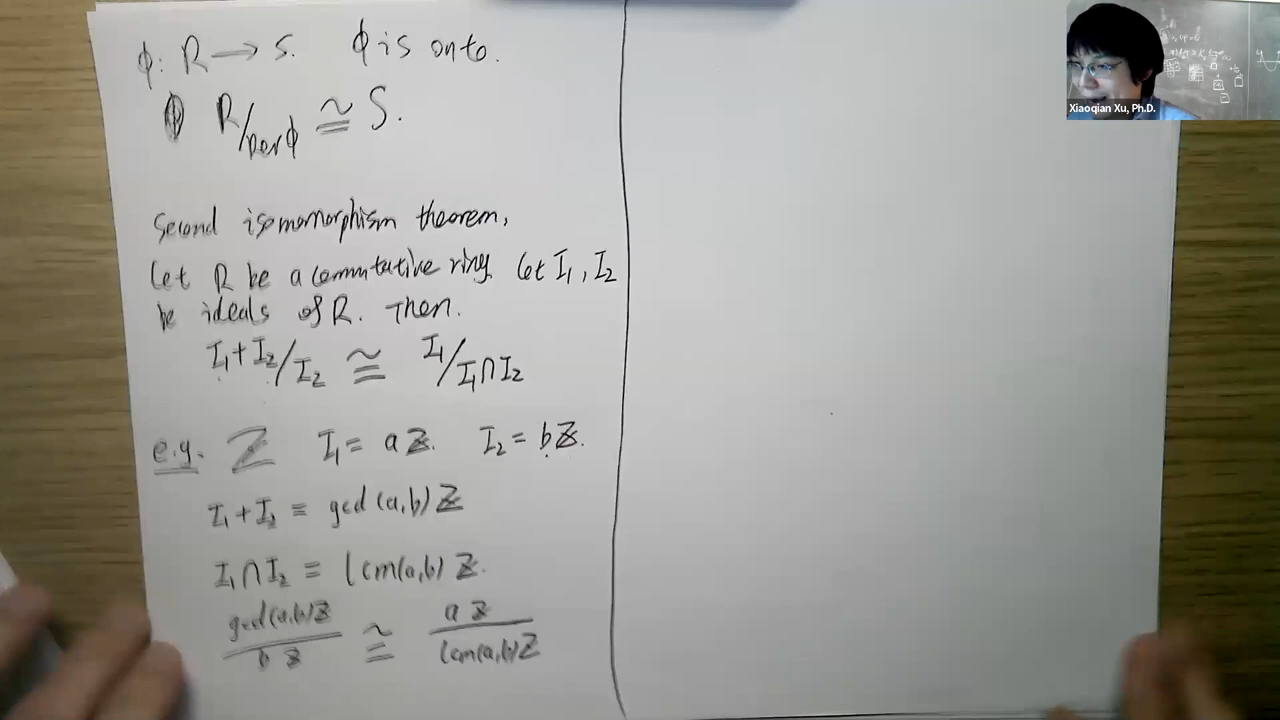 ϕ: R → S. ϕ is onto.
R/ker ϕ ≅ S.
Second isomorphism theorem,
Let R be a commutative ring. Let I₁, I₂
be ideals of R. Then.
I₁+I₂/I₂ ≅ I₁/I₁∩I₂
e.g. ℤ I₁ = aℤ. I₂ = bℤ.
I₁+I₂ = gcd(a,b)ℤ
I₁∩I₂ = lcm(a,b)ℤ.
gcd(a,b)ℤ/bℤ ≅ aℤ/lcm(a,b)ℤ
Xiaoqian Xu, Ph.D.